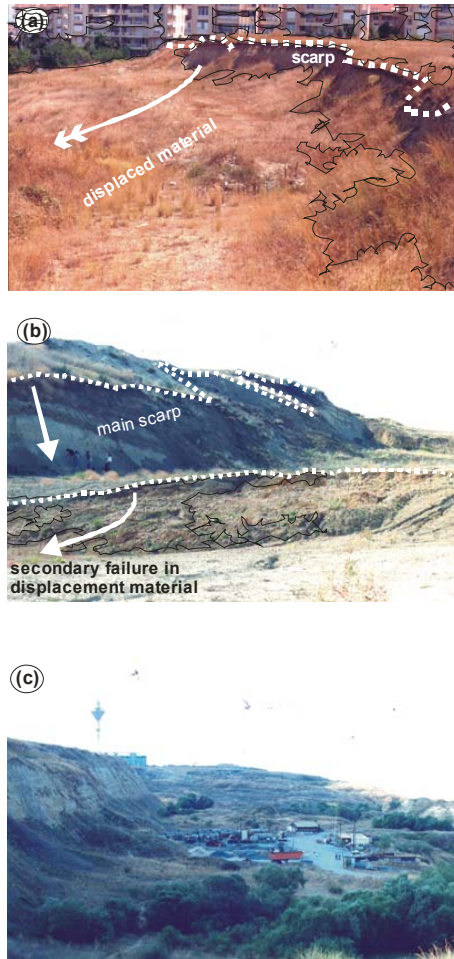 (a)
scarp
displaced material
(b)
main scarp
secondary failure in
displacement material
(c)